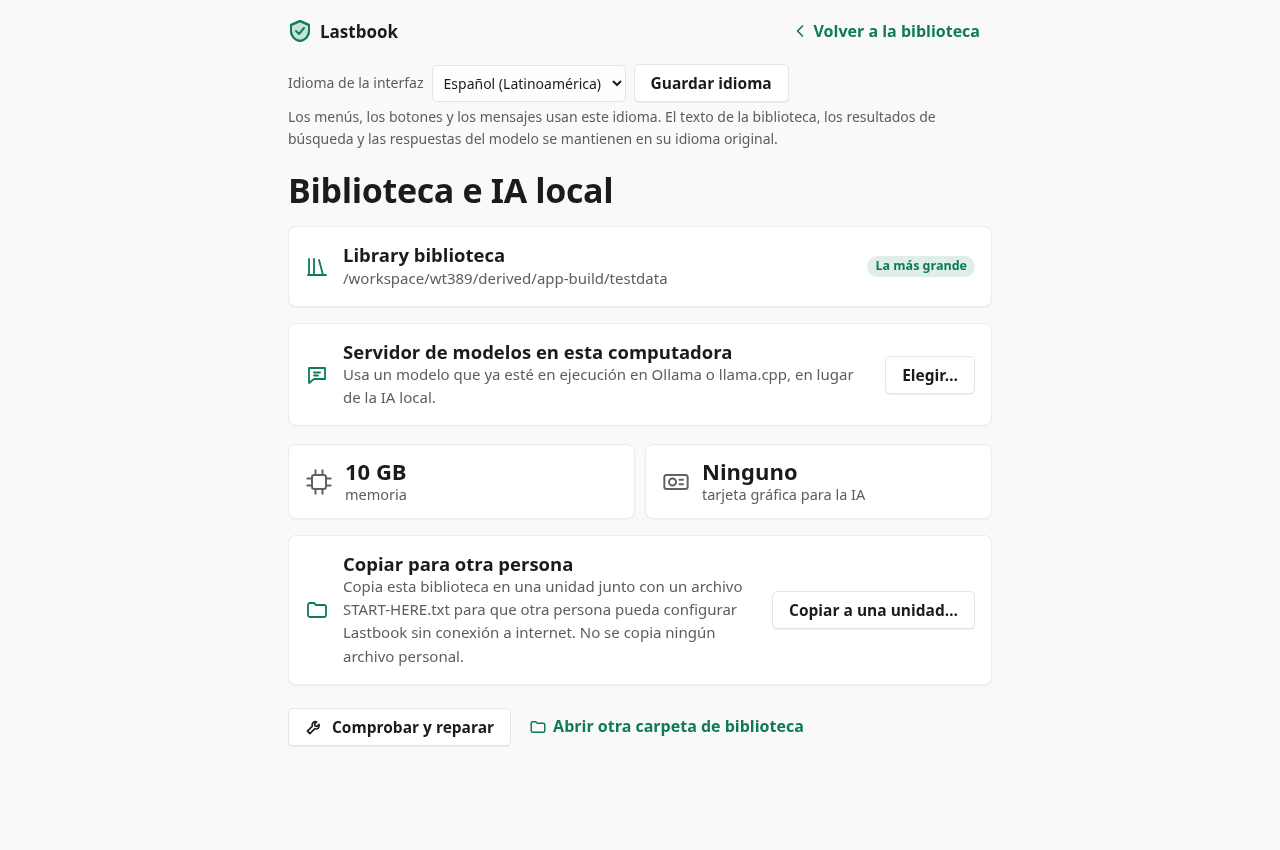 Lastbook
Volver a la biblioteca
Idioma de la interfaz
Español (Latinoamérica)
Guardar idioma
Los menús, los botones y los mensajes usan este idioma. El texto de la biblioteca, los resultados de
búsqueda y las respuestas del modelo se mantienen en su idioma original.
Biblioteca e IA local
Library biblioteca
/workspace/wt389/derived/app-build/testdata
La más grande
Servidor de modelos en esta computadora
Usa un modelo que ya esté en ejecución en Ollama o llama.cpp, en lugar
de la IA local.
Elegir...
10 GB
memoria
Ninguno
tarjeta gráfica para la IA
Copiar para otra persona
Copia esta biblioteca en una unidad junto con un archivo
START-HERE.txt para que otra persona pueda configurar
Lastbook sin conexión a internet. No se copia ningún
archivo personal.
Copiar a una unidad...
Comprobar y reparar
Abrir otra carpeta de biblioteca